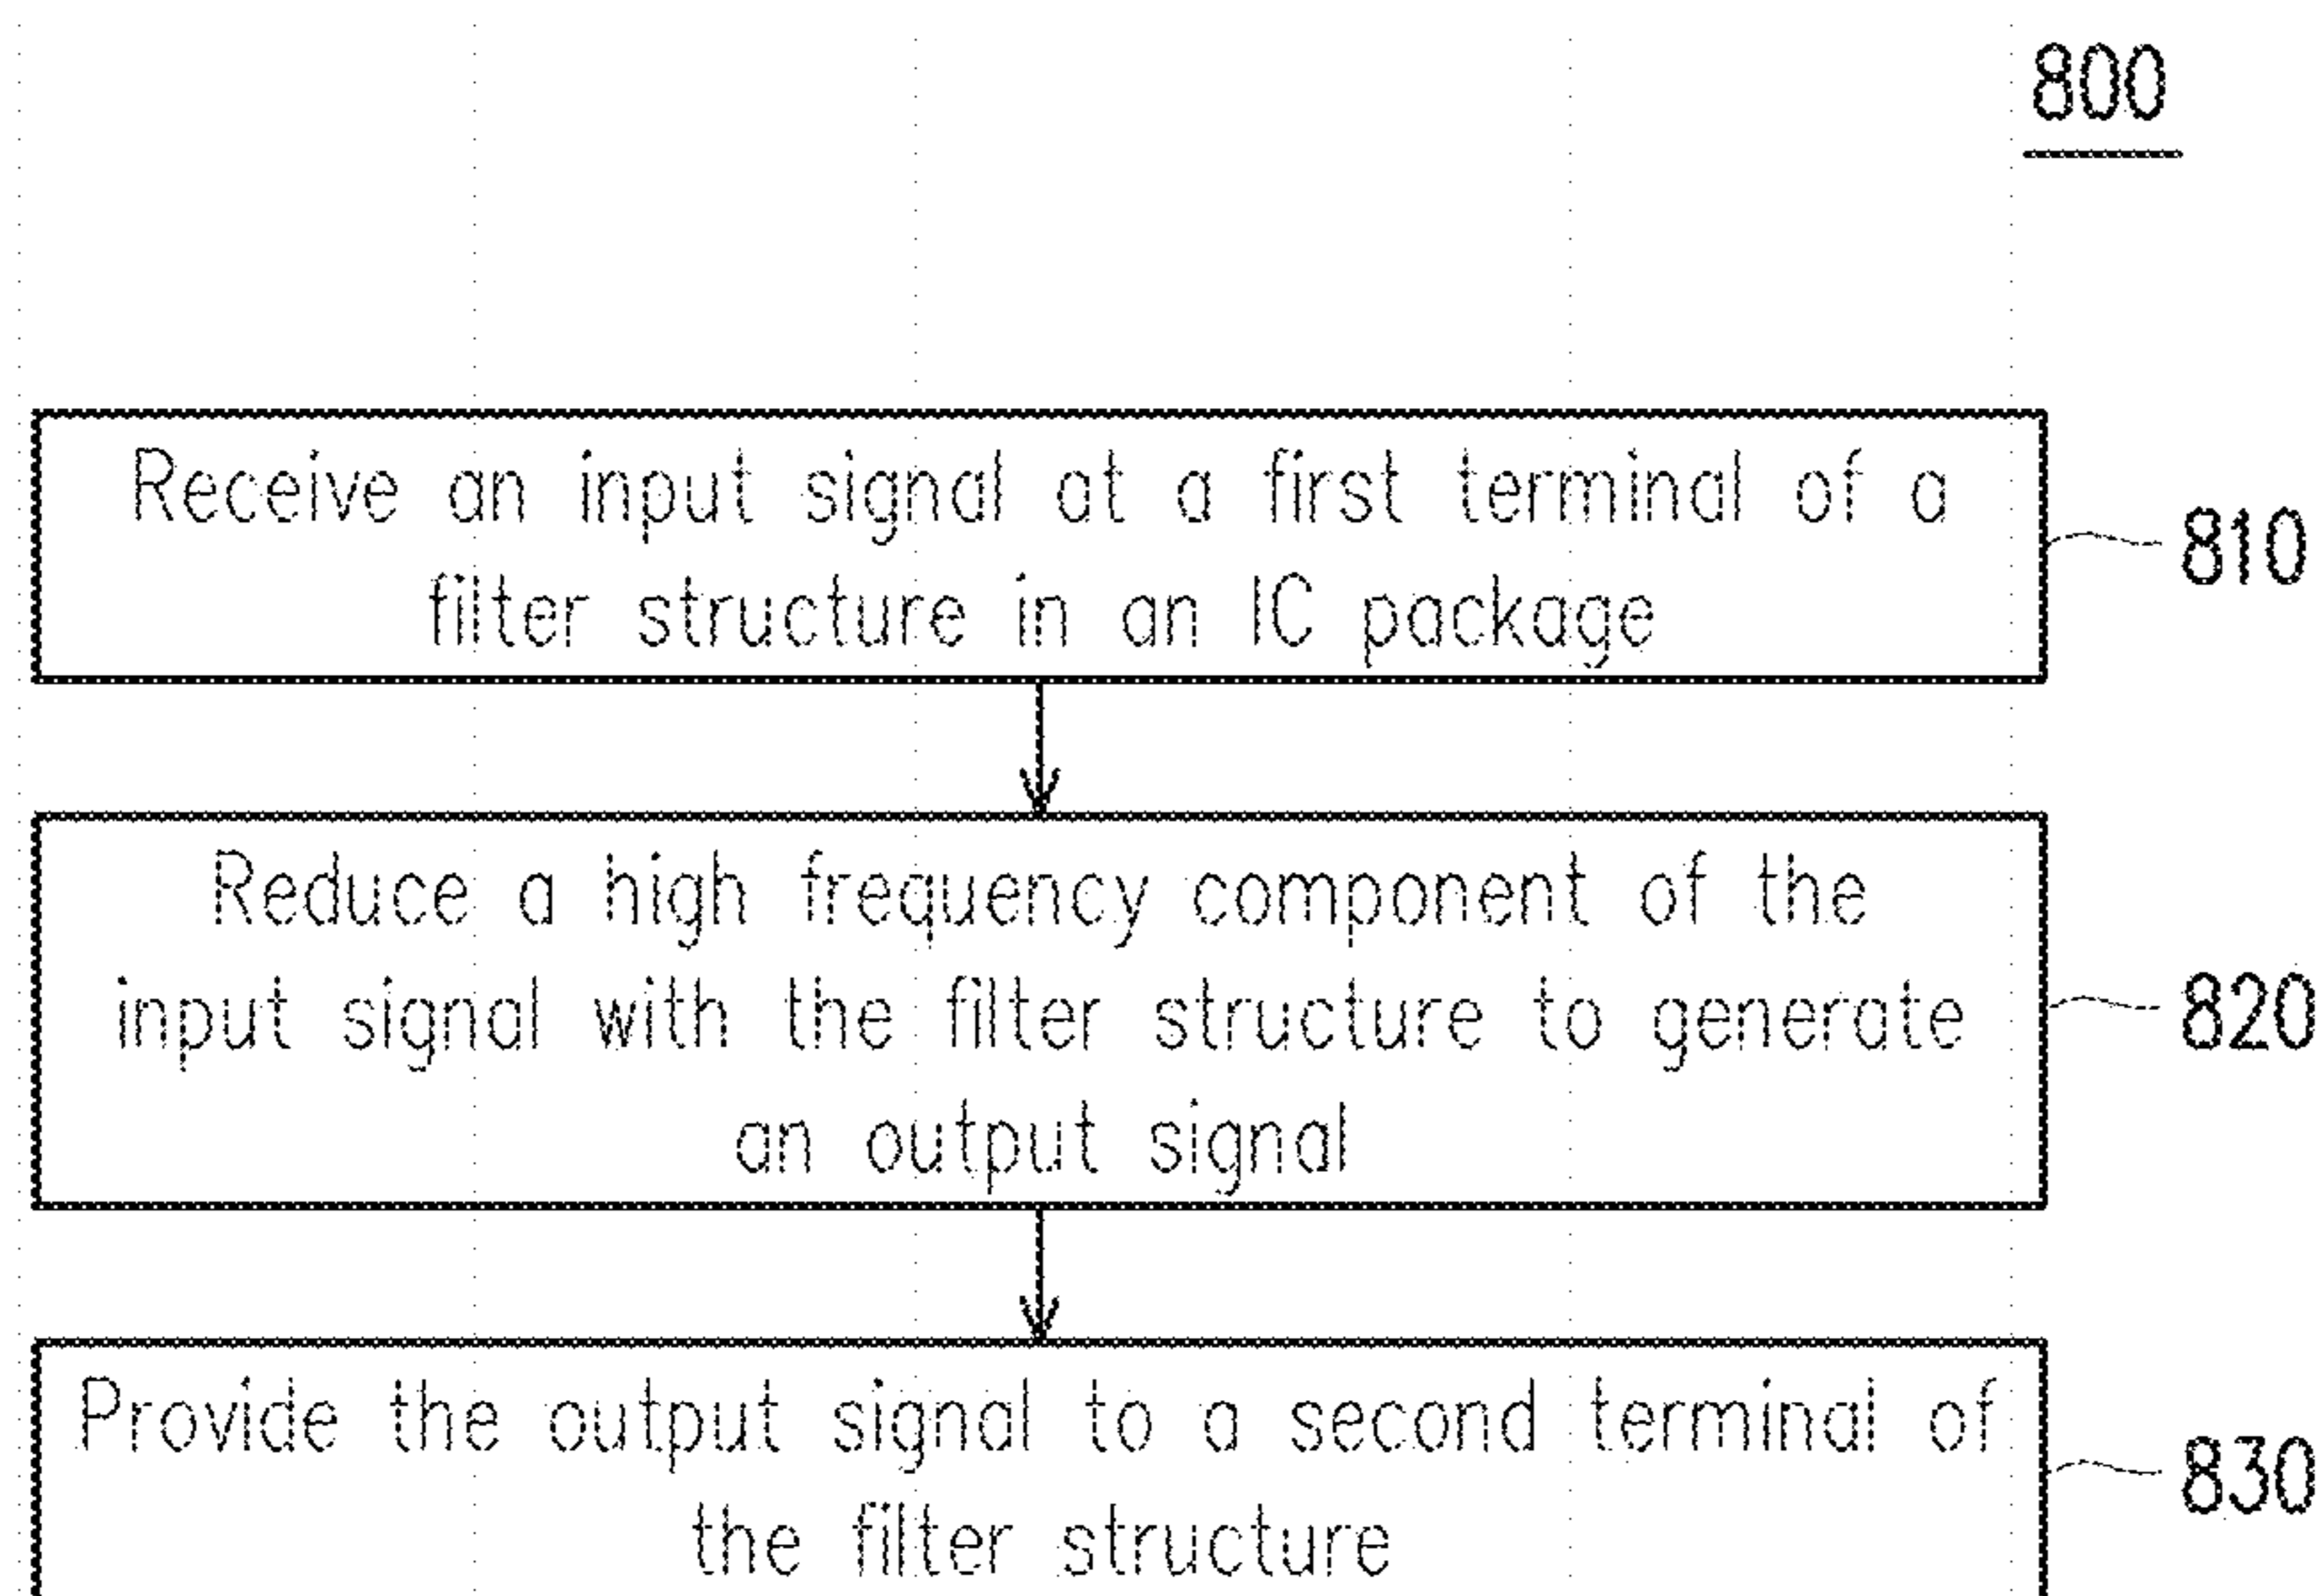 800
Receive an input signal at a first terminal of a
filter structure in an IC package
810
Reduce a high frequency component of the
input signal with the filter structure to generate
an output signal
820
Provide the output signal to a second terminal of
the filter structure
830